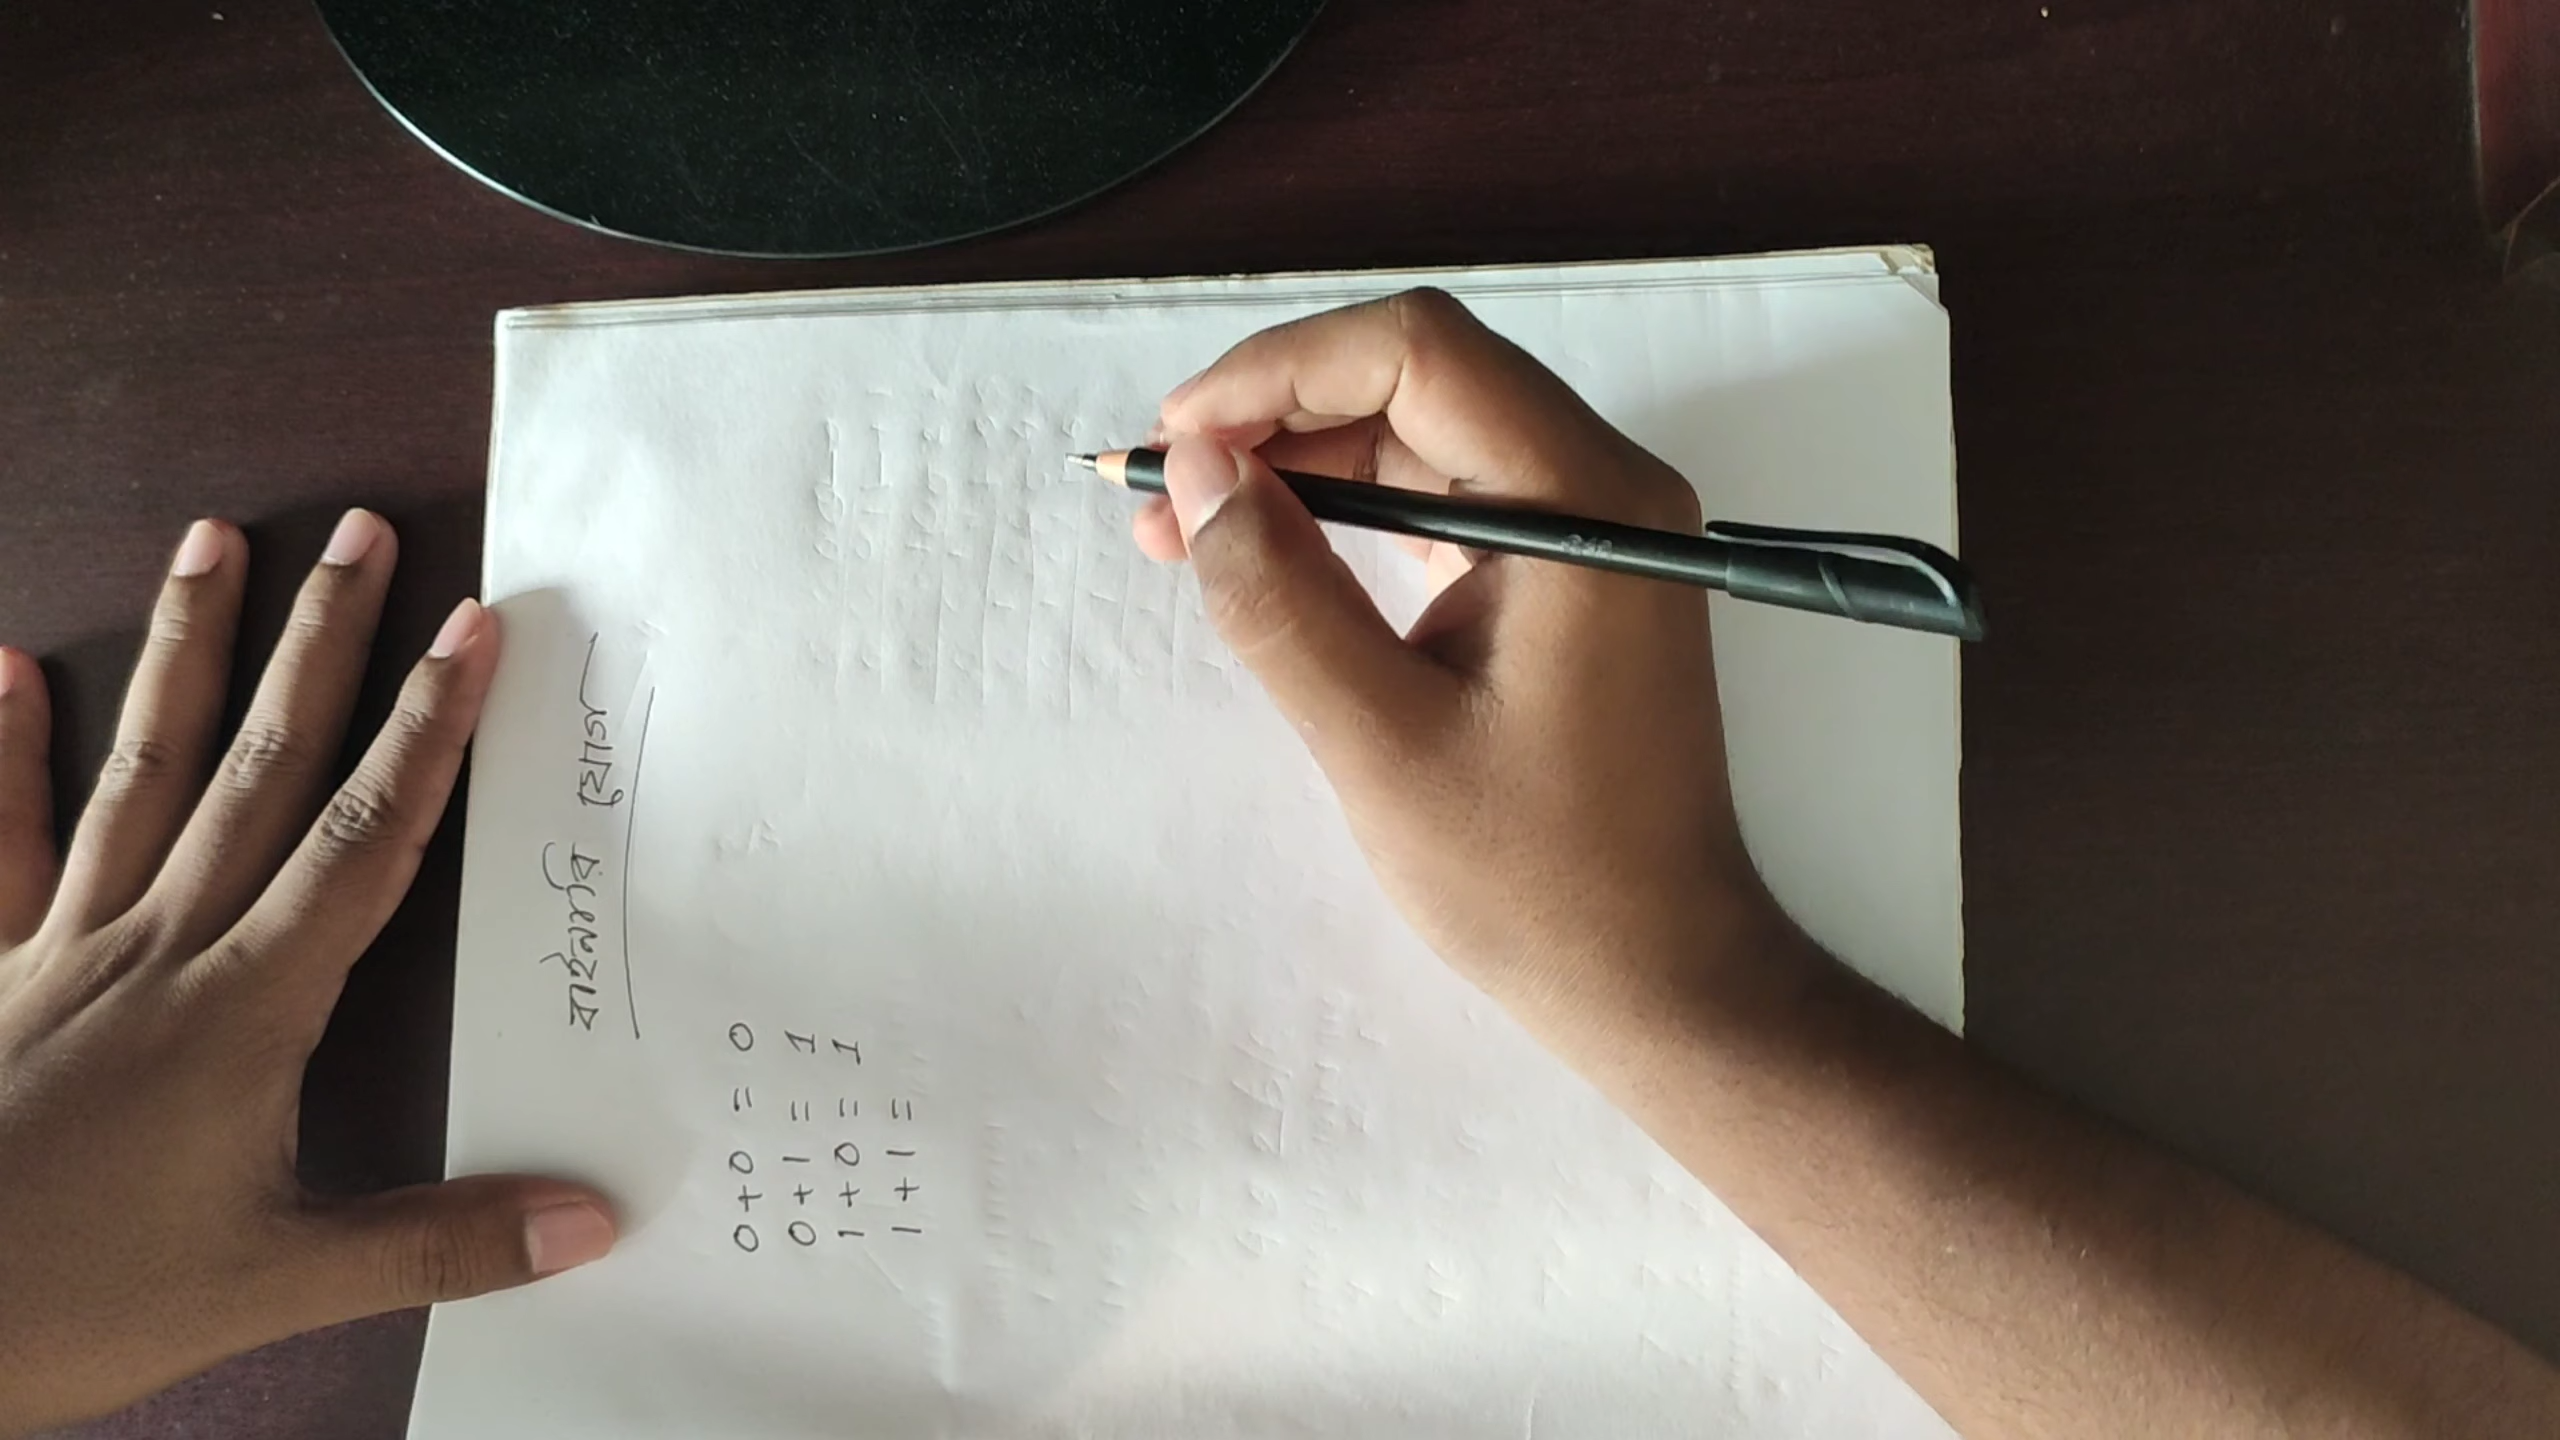 বাইনারি যোগ
0+0 = 0
0+1 = 1
1+0 = 1
1+1 =